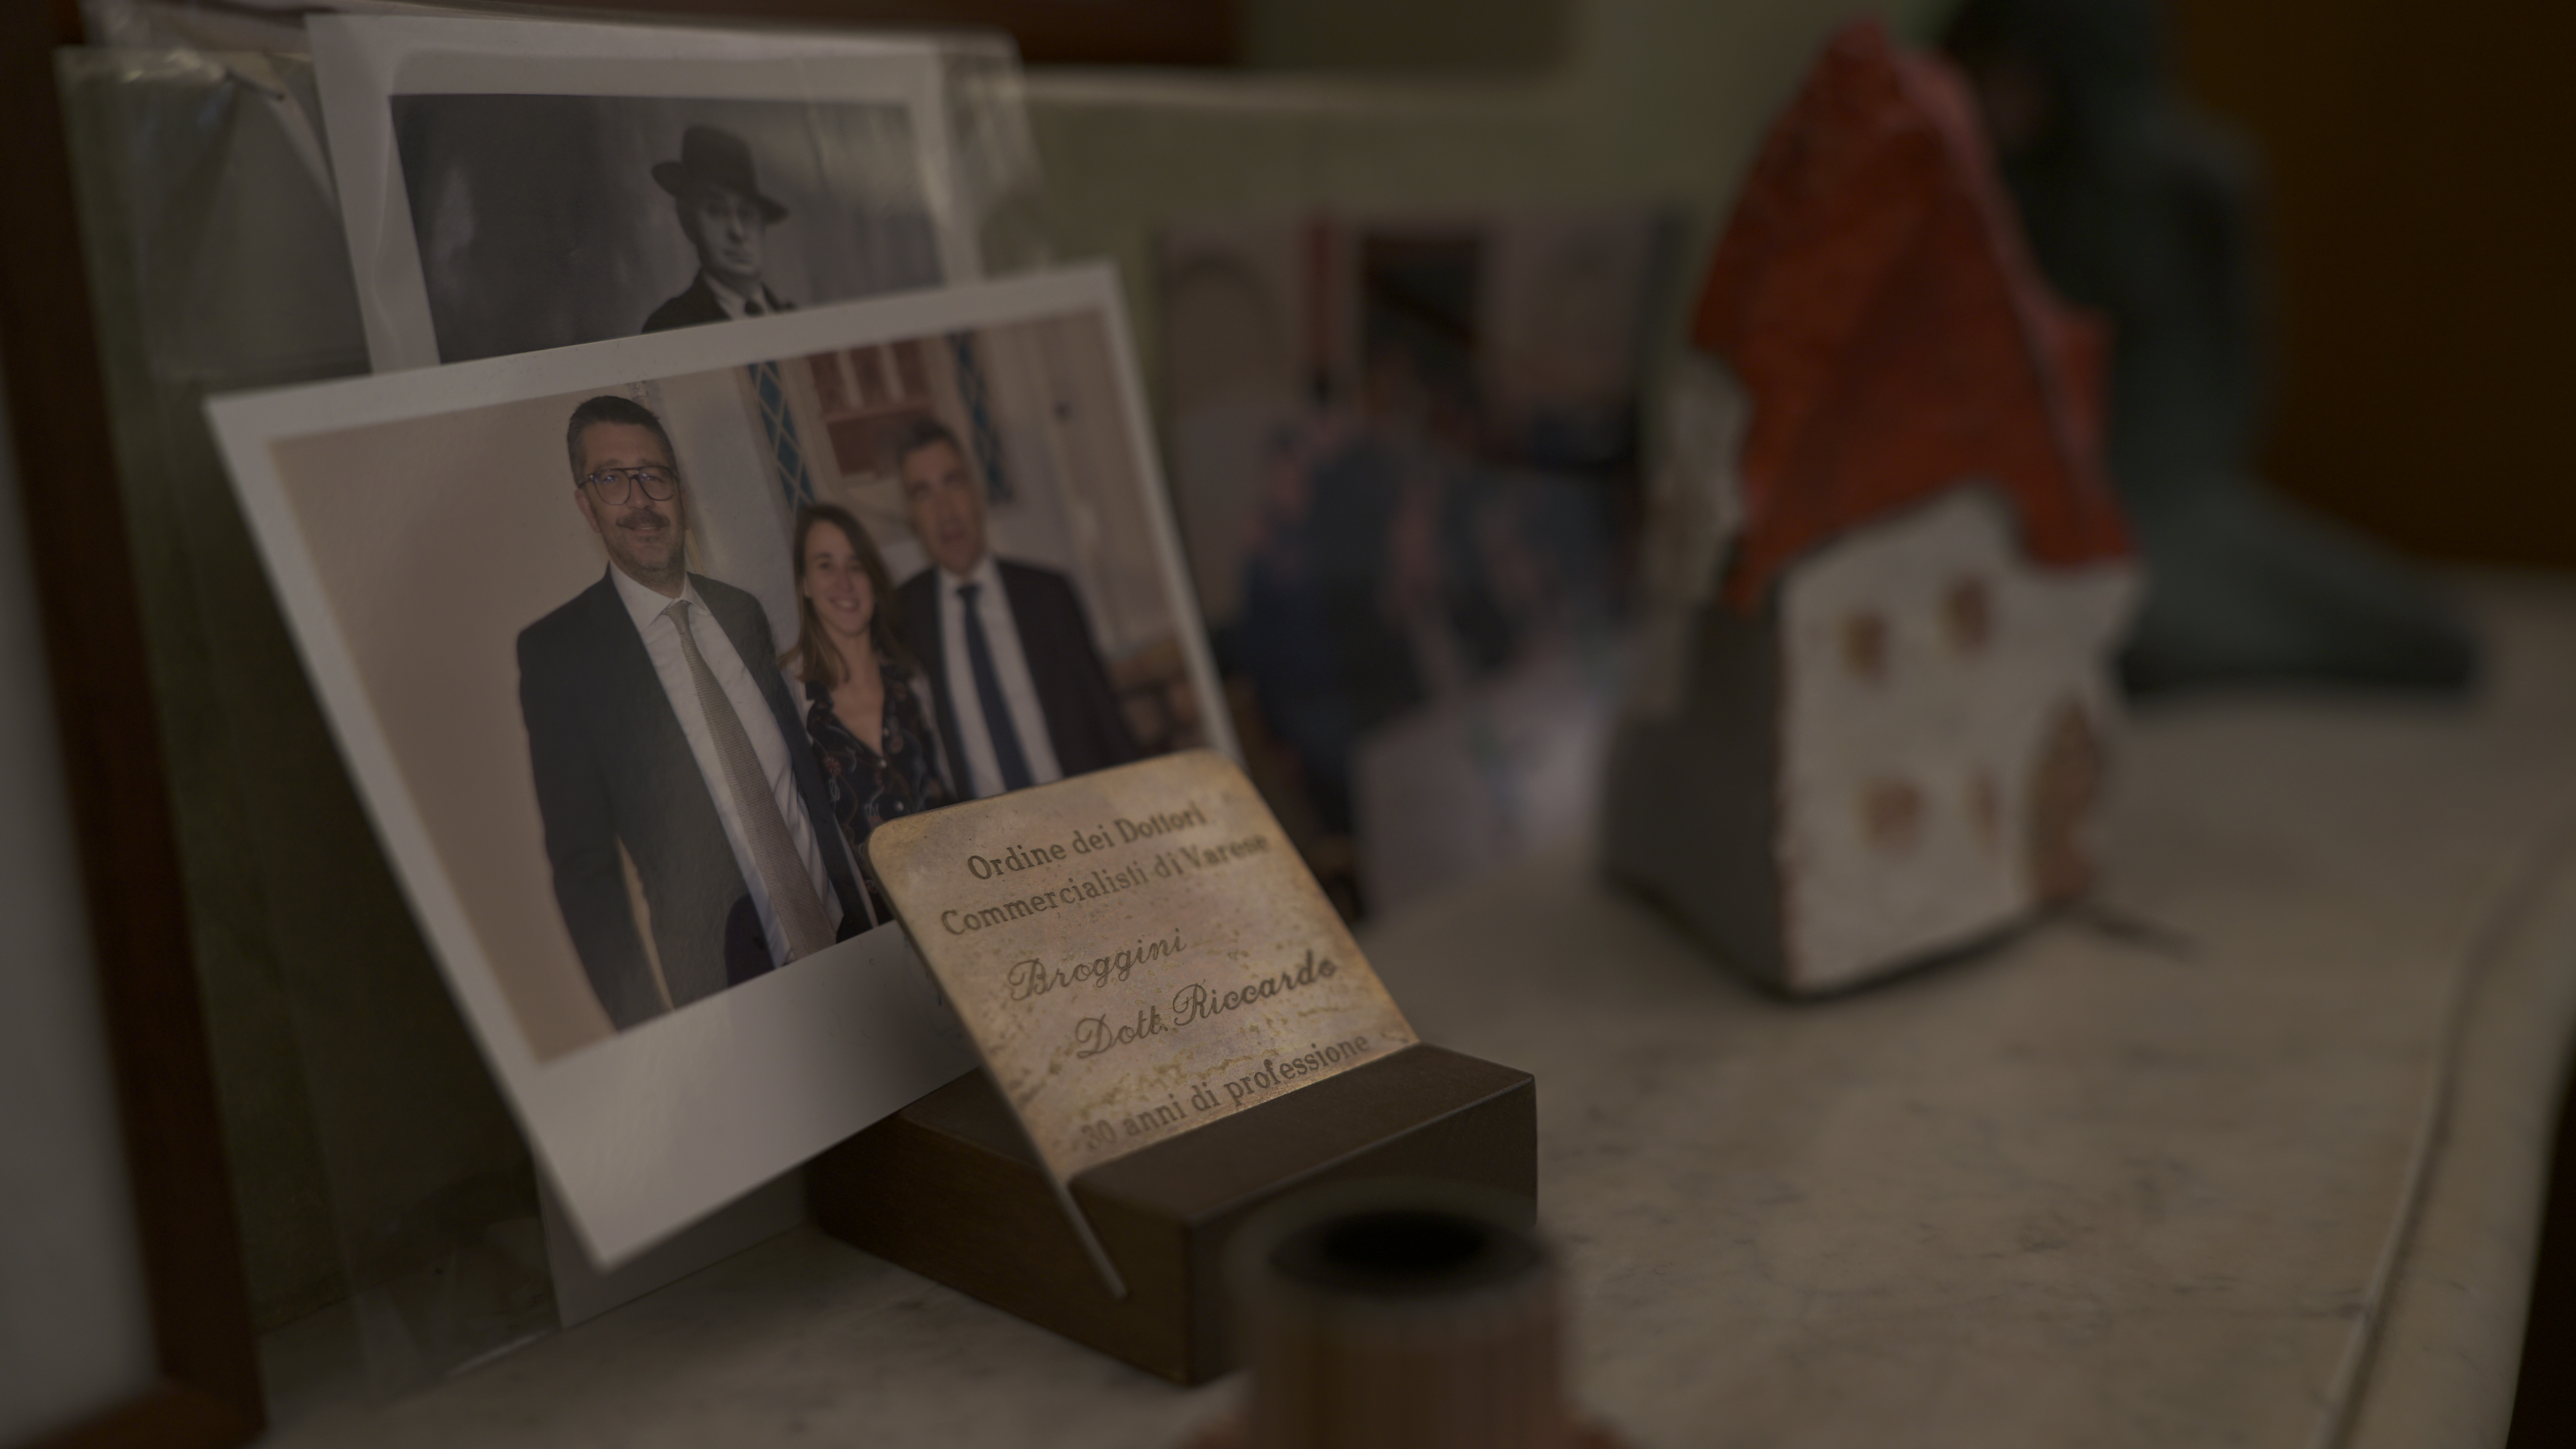 Ordine dei Dottori
Commercialisti di Varese
Broggini
Dott. Riccardo
30 anni di professione